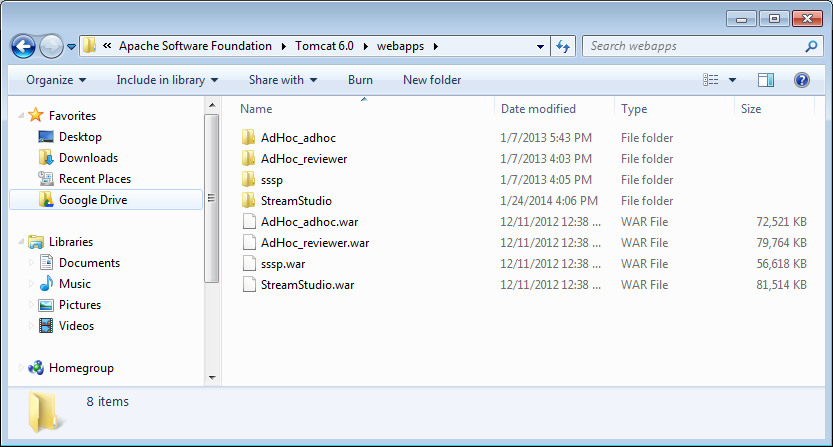 « Apache Software Foundation Tomcat 6.0 webapps Search webapps
Organize Include in library Share with Burn New folder
Name Date modified Type Size
Favorites
Desktop
Downloads
Recent Places
Google Drive
Libraries
Documents
Music
Pictures
Videos
Homegroup
AdHoc_adhoc 1/7/2013 5:43 PM File folder
AdHoc_reviewer 1/7/2013 4:03 PM File folder
sssp 1/7/2013 4:05 PM File folder
StreamStudio 1/24/2014 4:06 PM File folder
AdHoc_adhoc.war 12/11/2012 12:38 ... WAR File 72,521 KB
AdHoc_reviewer.war 12/11/2012 12:38 ... WAR File 79,764 KB
sssp.war 12/11/2012 12:38 ... WAR File 56,618 KB
StreamStudio.war 12/11/2012 12:38 ... WAR File 81,514 KB
8 items